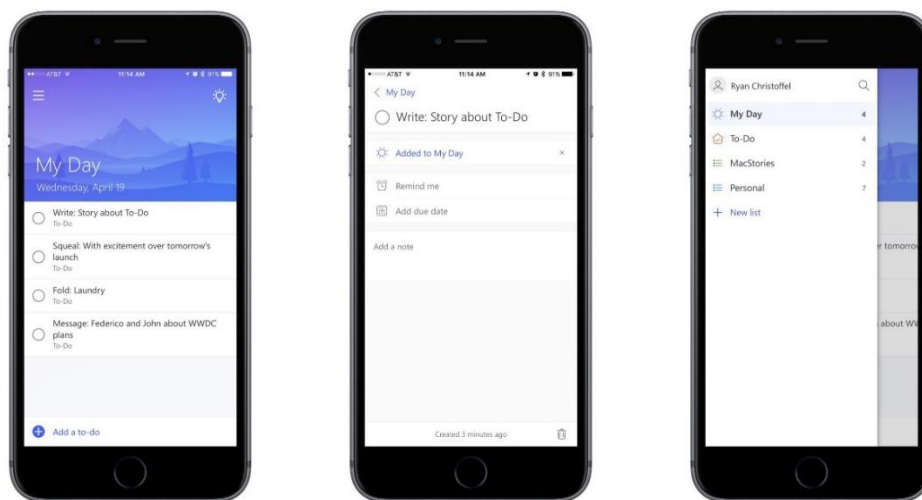 AT&T 11:14 AM 91%
My Day
Wednesday, April 19
Write: Story about To-Do
To-Do
Squeal: With excitement over tomorrow's
launch
To-Do
Fold: Laundry
To-Do
Message: Federico and John about WWDC
plans
To-Do
Add a to-do
AT&T 11:14 AM 91%
My Day
Write: Story about To-Do
Added to My Day
Remind me
Add due date
Add a note
Created 3 minutes ago
Ryan Christoffel
My Day 4
To-Do 4
MacStories 2
Personal 7
New list
r tomorro
about WW